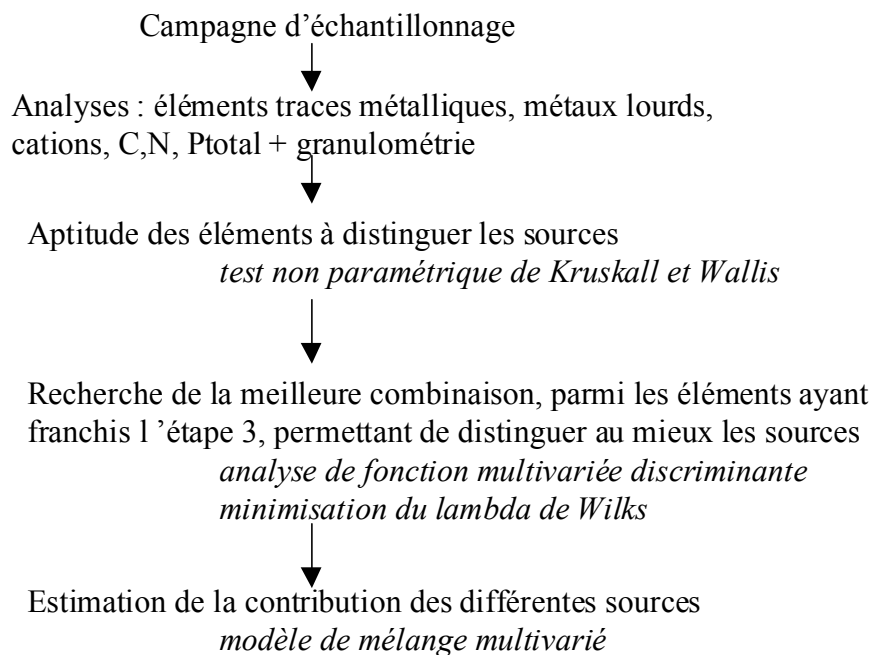 Campagne d’échantillonnage
Analyses : éléments traces métalliques, métaux lourds,
cations, C,N, Ptotal + granulométrie
Aptitude des éléments à distinguer les sources
test non paramétrique de Kruskall et Wallis
Recherche de la meilleure combinaison, parmi les éléments ayant
franchis l ’étape 3, permettant de distinguer au mieux les sources
analyse de fonction multivariée discriminante
minimisation du lambda de Wilks
Estimation de la contribution des différentes sources
modèle de mélange multivarié